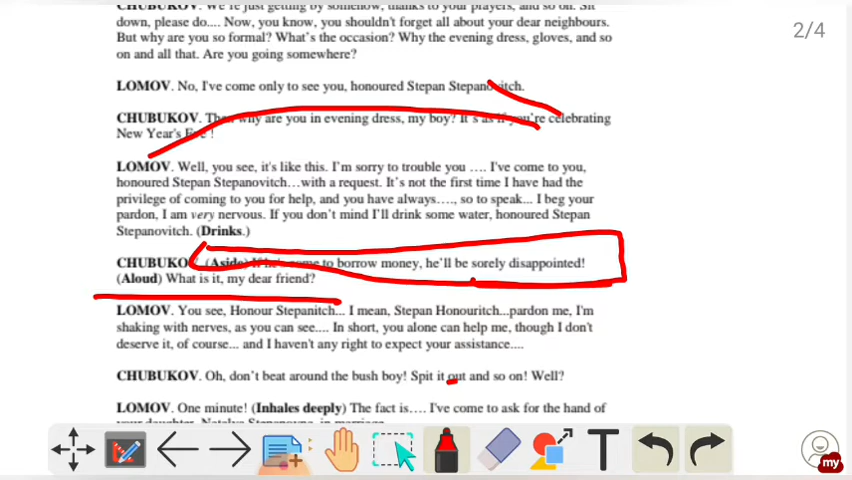 CHUBUKOV. We're just getting by somehow, thanks to your prayers, and so on. Sit
down, please do.... Now, you know, you shouldn't forget all about your dear neighbours.
But why are you so formal? What's the occasion? Why the evening dress, gloves, and so
on and all that. Are you going somewhere?
2/4
LOMOV. No, I've come only to see you, honoured Stepan Stepanovitch.
CHUBUKOV. Then why are you in evening dress, my boy? It's as if you're celebrating
New Year's Eve!
LOMOV. Well, you see, it's like this. I'm sorry to trouble you .... I've come to you,
honoured Stepan Stepanovitch…with a request. It's not the first time I have had the
privilege of coming to you for help, and you have always…., so to speak... I beg your
pardon, I am very nervous. If you don't mind I'll drink some water, honoured Stepan
Stepanovitch. (Drinks.)
CHUBUKOV. (Aside) If he's come to borrow money, he'll be sorely disappointed!
(Aloud) What is it, my dear friend?
LOMOV. You see, Honour Stepanitch... I mean, Stepan Honouritch...pardon me, I'm
shaking with nerves, as you can see.... In short, you alone can help me, though I don't
deserve it, of course... and I haven't any right to expect your assistance....
CHUBUKOV. Oh, don't beat around the bush boy! Spit it out and so on! Well?
LOMOV. One minute! (Inhales deeply) The fact is.... I've come to ask for the hand of
your daughter, Natalya Stepanovna, in marriage.
T
my